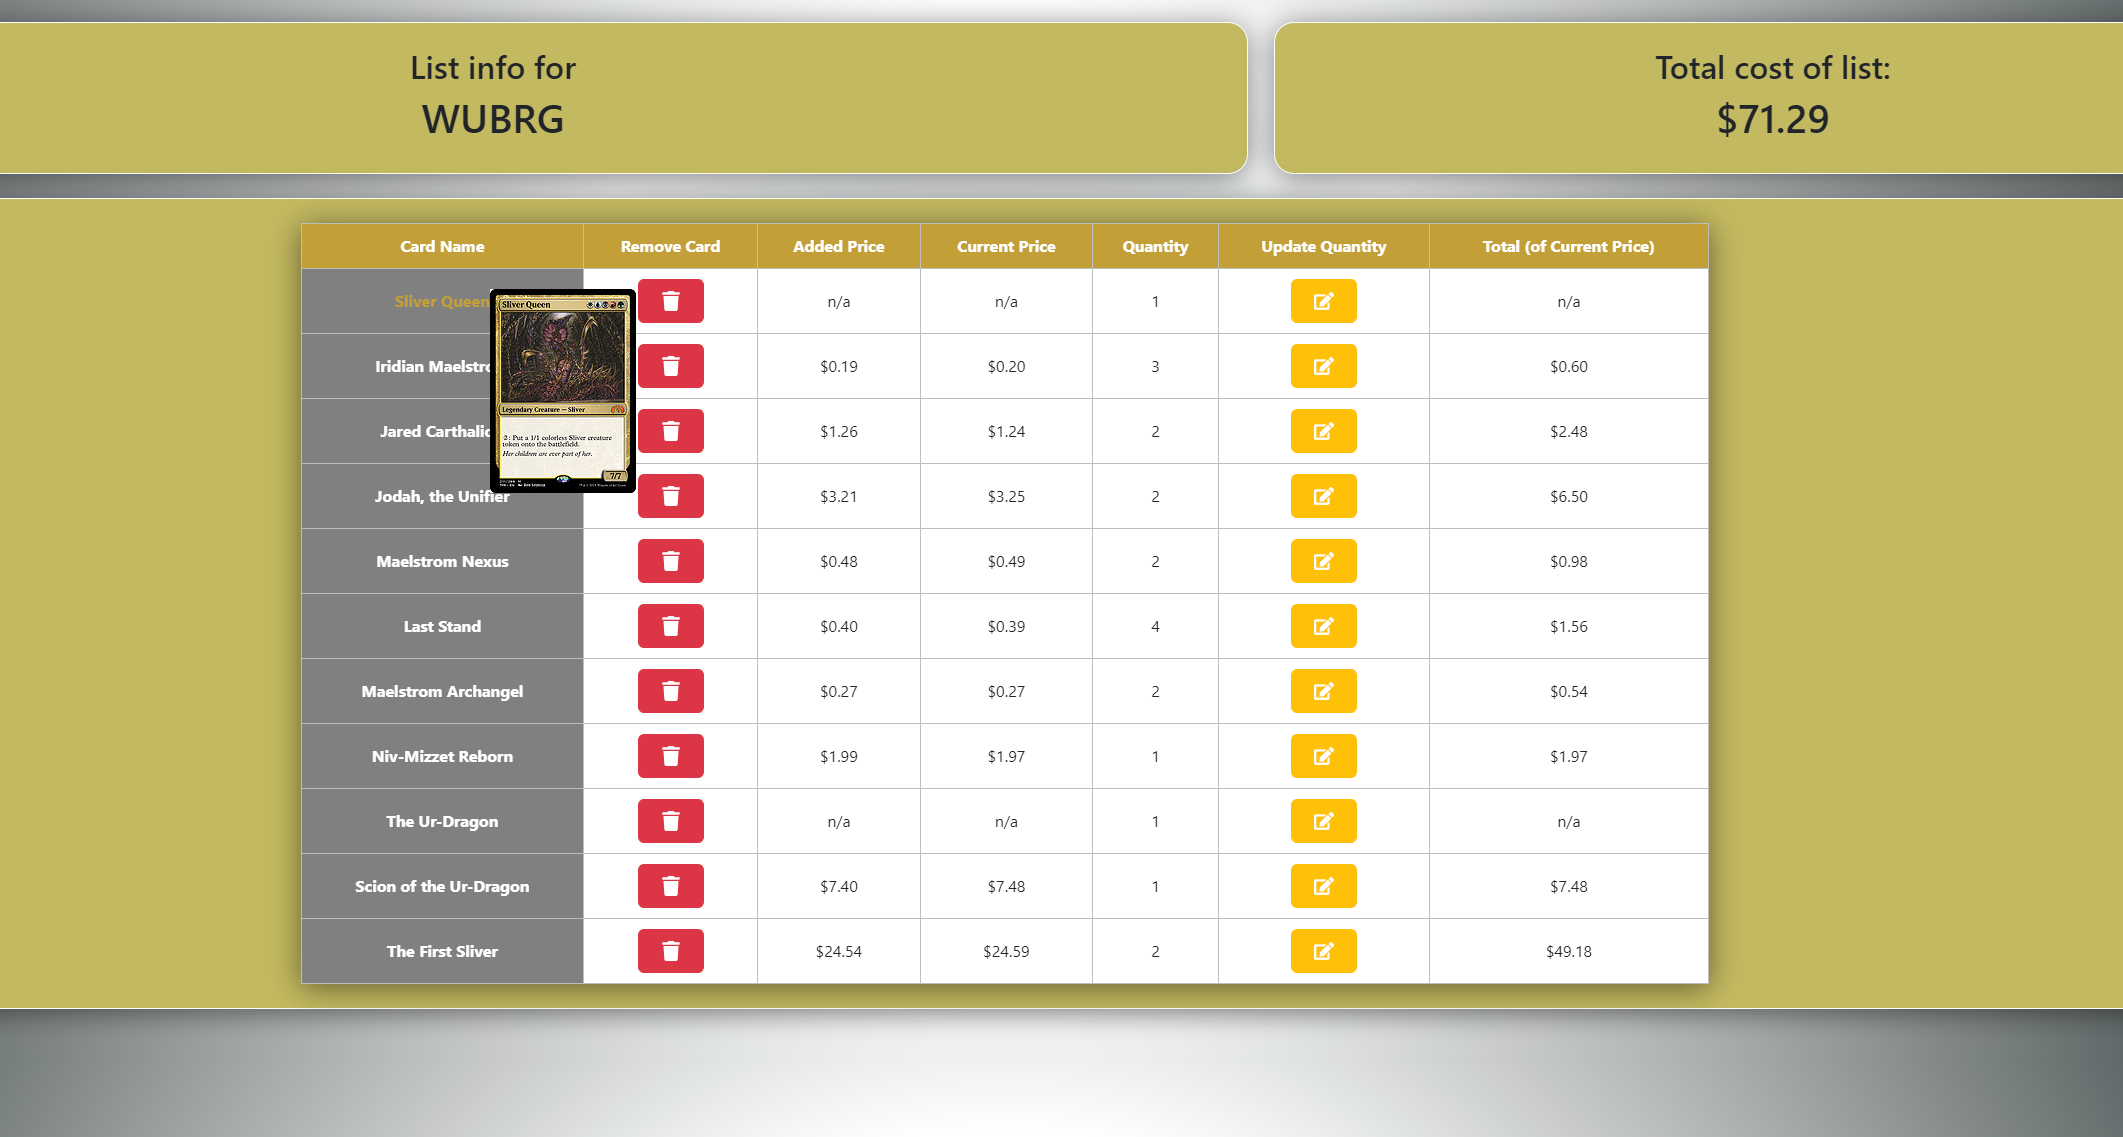 List info for
WUBRG
Total cost of list:
$71.29
Card Name Remove Card Added Price Current Price Quantity Update Quantity Total (of Current Price)
Sliver Queen n/a n/a 1 n/a
Iridian Maelstro $0.19 $0.20 3 $0.60
Jared Carthalio $1.26 $1.24 2 $2.48
Jodah, the Unifier $3.21 $3.25 2 $6.50
Maelstrom Nexus $0.48 $0.49 2 $0.98
Last Stand $0.40 $0.39 4 $1.56
Maelstrom Archangel $0.27 $0.27 2 $0.54
Niv-Mizzet Reborn $1.99 $1.97 1 $1.97
The Ur-Dragon n/a n/a 1 n/a
Scion of the Ur-Dragon $7.40 $7.48 1 $7.48
The First Sliver $24.54 $24.59 2 $49.18
Sliver Queen
Legendary Creature — Sliver
2: Put a 1/1 colorless Sliver creature
token onto the battlefield.
Her children are ever part of her.
7/7